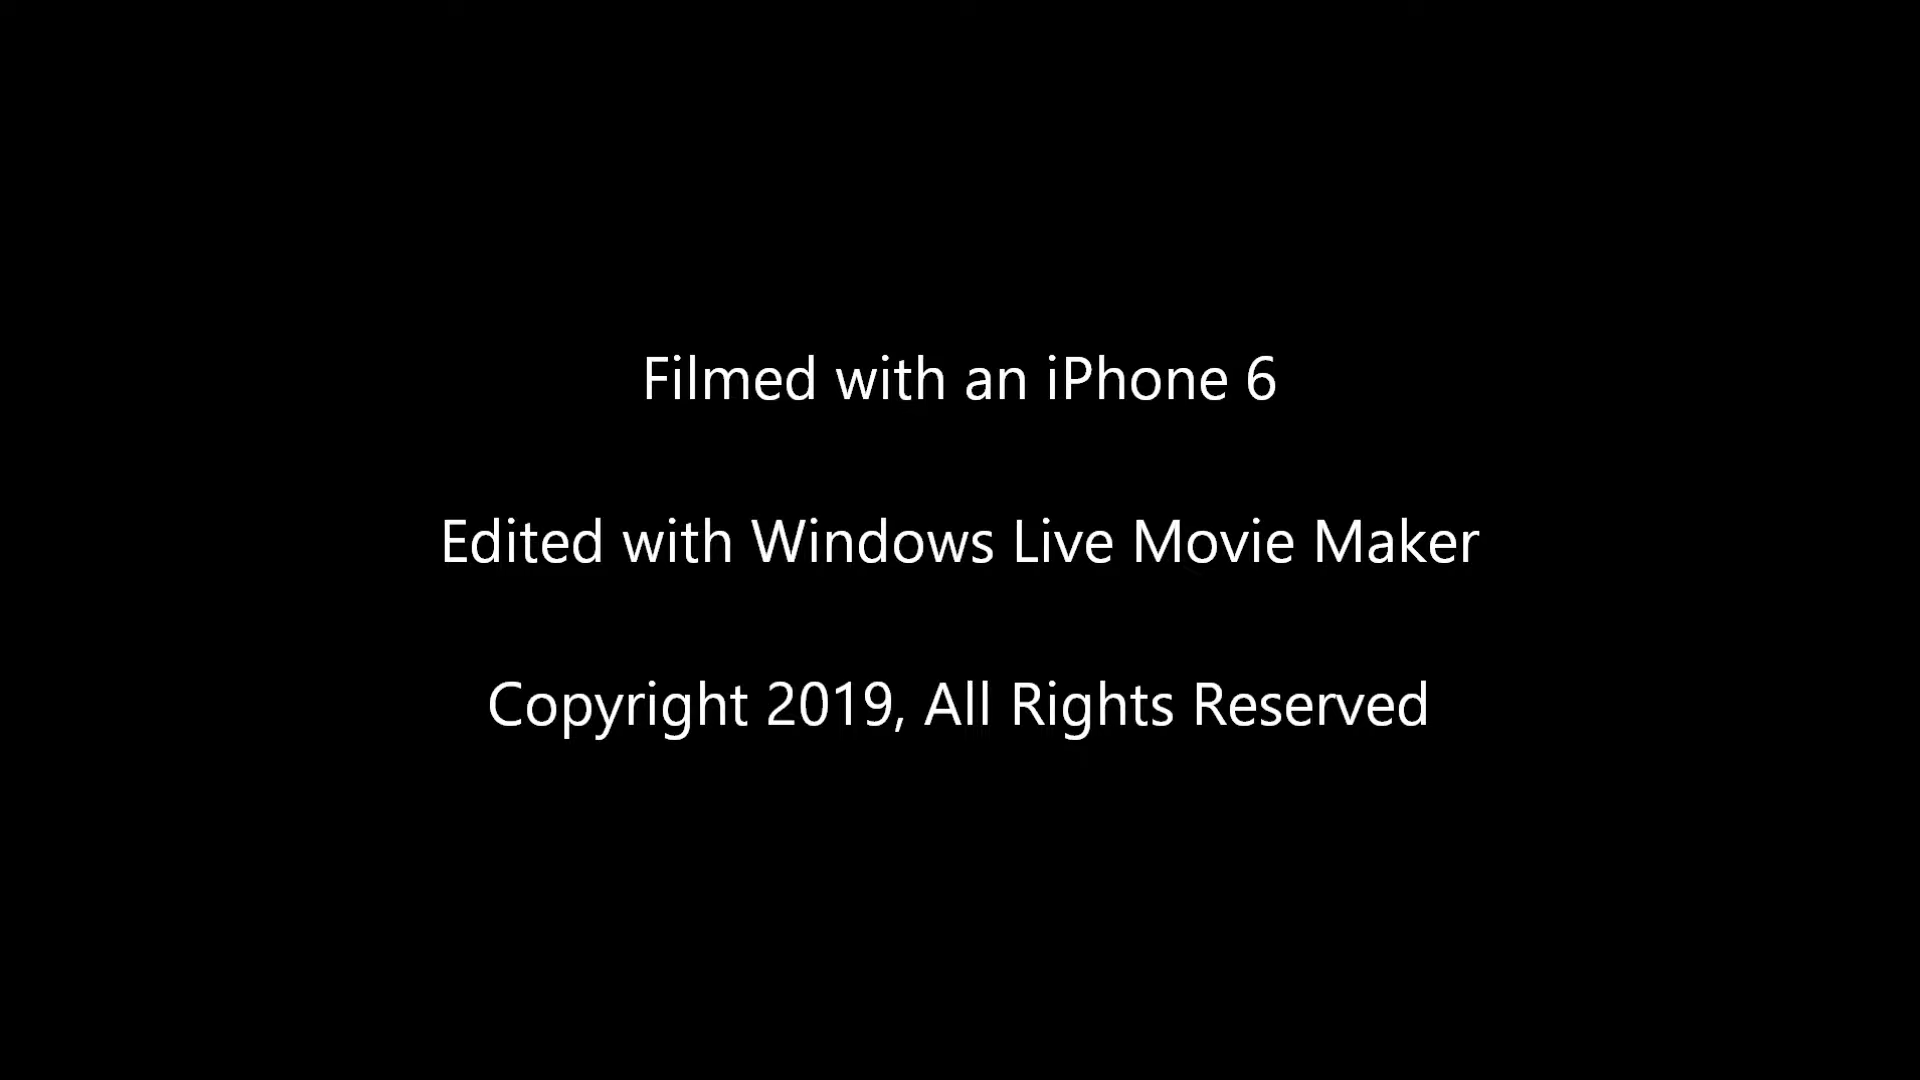 Filmed with an iPhone 6
Edited with Windows Live Movie Maker
Copyright 2019, All Rights Reserved